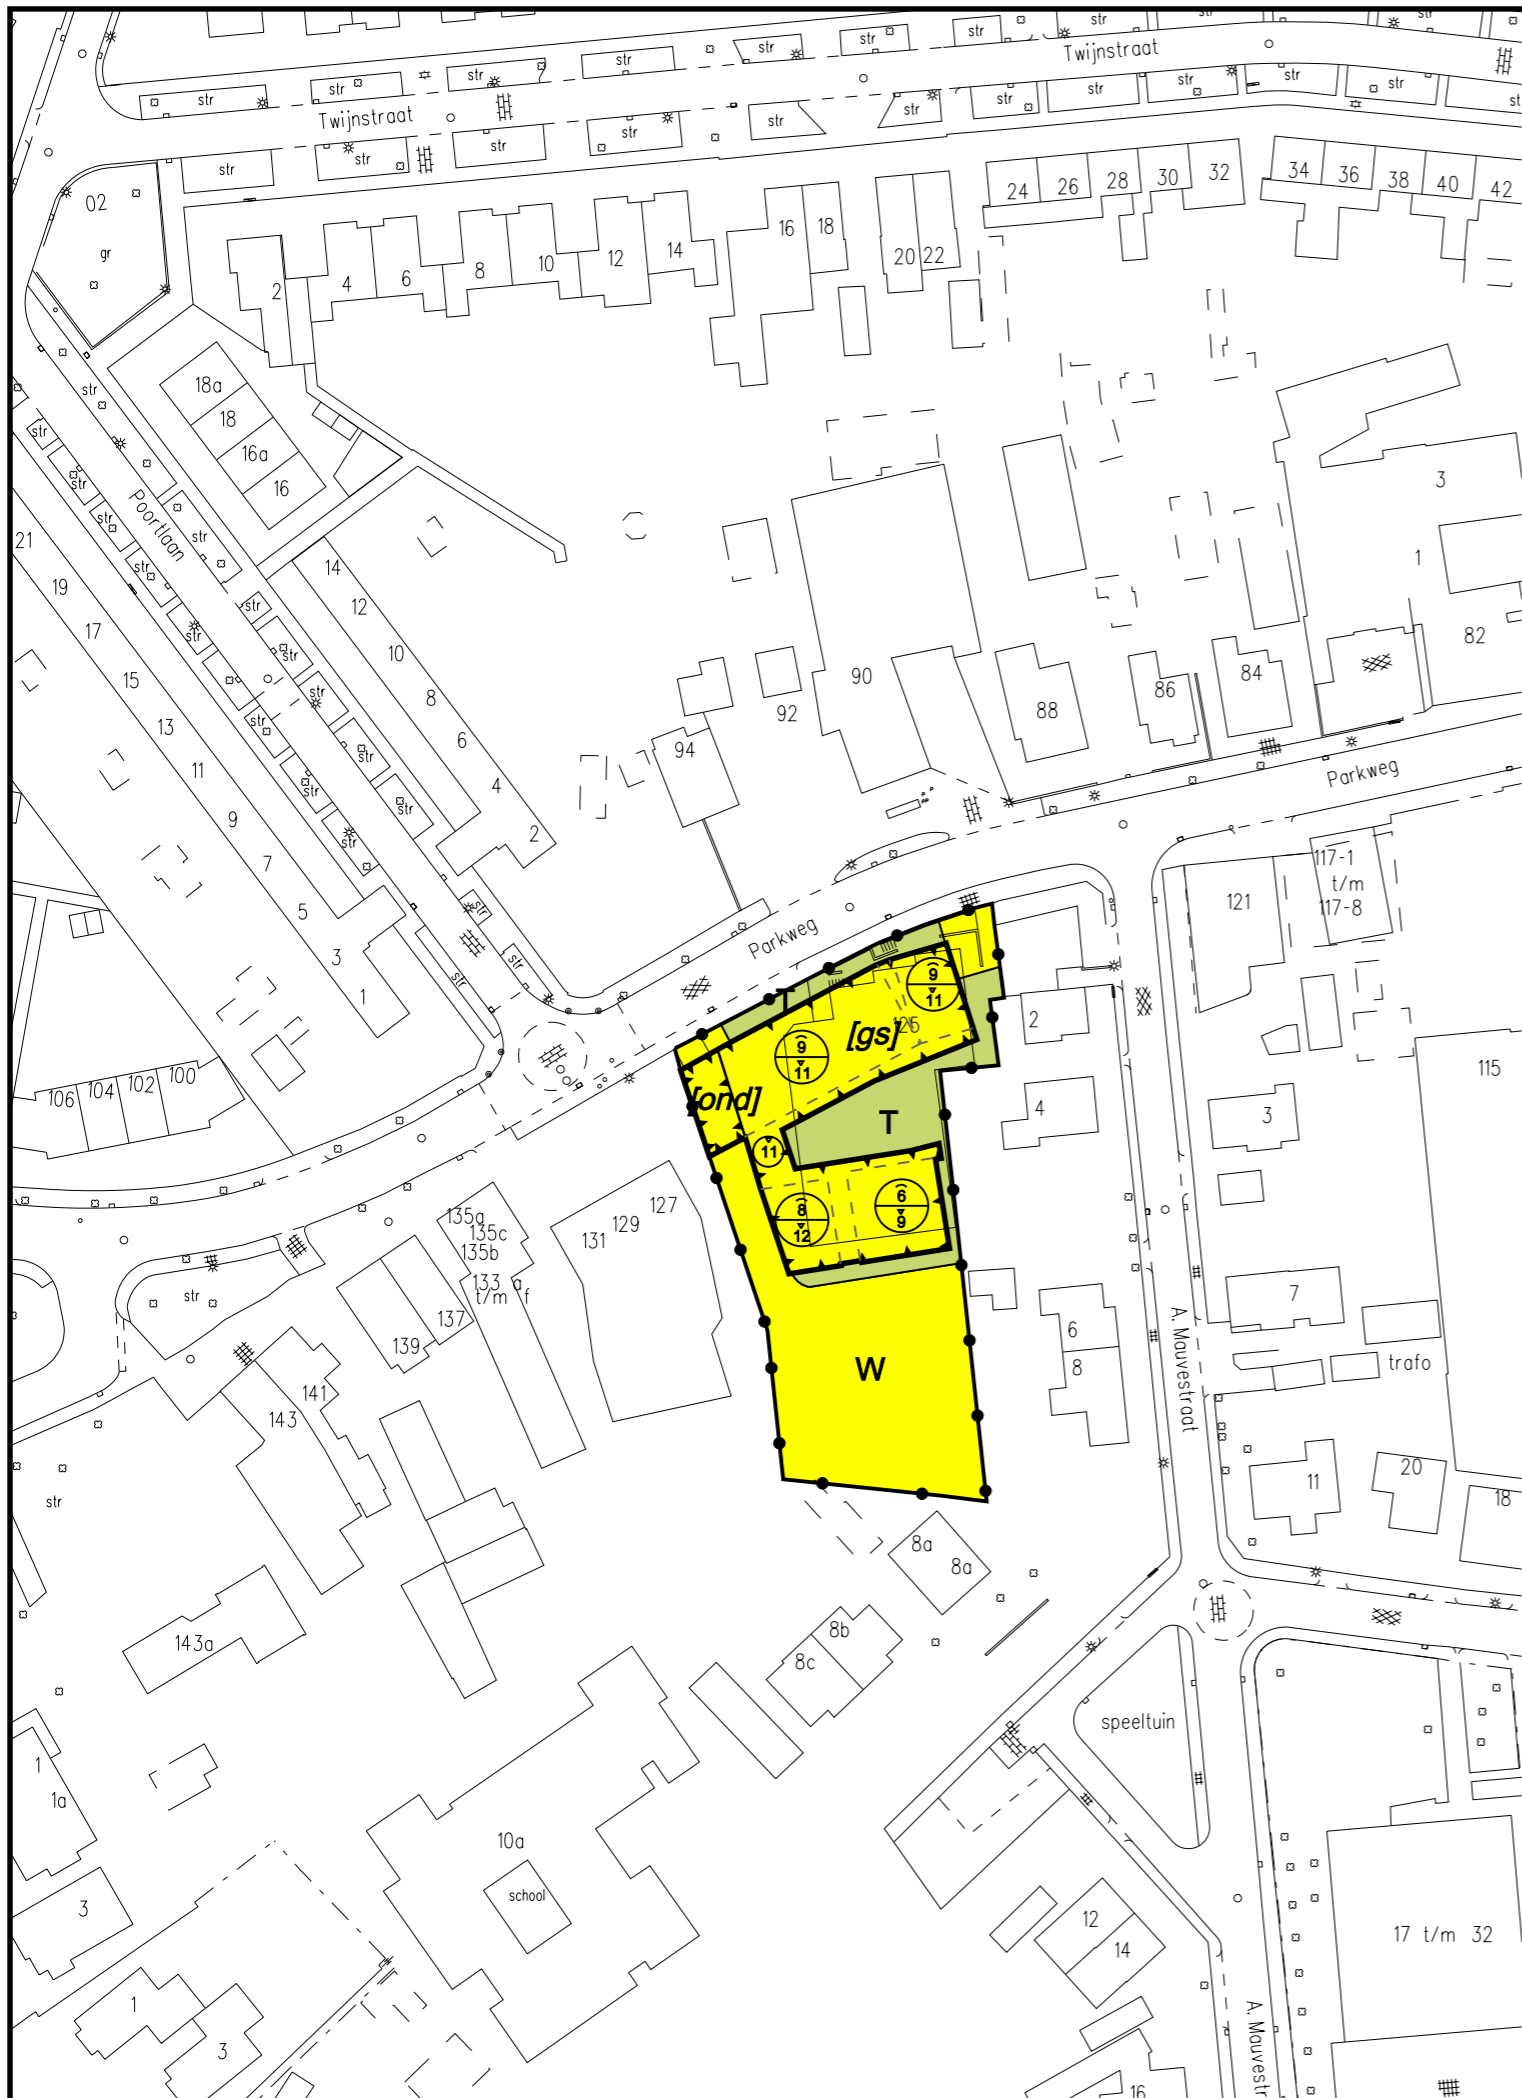 str
str
str
str
str
Twijnstraat
str
str
str
str
str
Twijnstraat
str
str
str
str
str
str
str
str
str
str
02
gr
24
26
28
30
32
34
36
38
40
42
2
4
6
8
10
12
14
16
18
20
22
18a
18
16a
16
str
str
str
str
str
str
str
Poortlaan
3
1
82
21
19
17
15
13
11
9
7
5
3
1
14
12
10
8
6
4
2
str
str
str
str
str
str
str
str
str
str
str
str
str
90
92
94
88
86
84
Parkweg
Parkweg
117-1
t/m
117-8
121
T
9
11
[gs]
125
9
11
[ond]
T
11
8
12
6
9
W
2
4
3
115
106
104
102
100
127
129
131
135a
135c
135b
133 a
t/m f
137
139
141
143
str
str
6
8
7
trafo
A. Mauvestraat
11
20
18
8a
8a
8b
8c
143a
speeltuin
1
1a
3
10a
school
1
3
12
14
17 t/m 32
A. Mauvestr
16